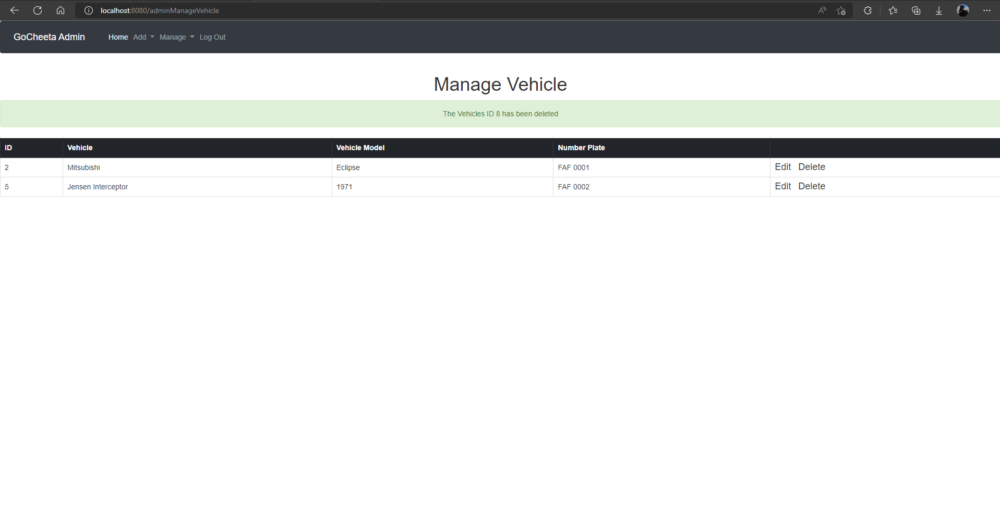 localhost:8080/adminManageVehicle
GoCheeta Admin Home Add Manage Log Out
Manage Vehicle
The Vehicles ID 8 has been deleted
ID Vehicle Vehicle Model Number Plate
2 Mitsubishi Eclipse FAF 0001 Edit Delete
5 Jensen Interceptor 1971 FAF 0002 Edit Delete